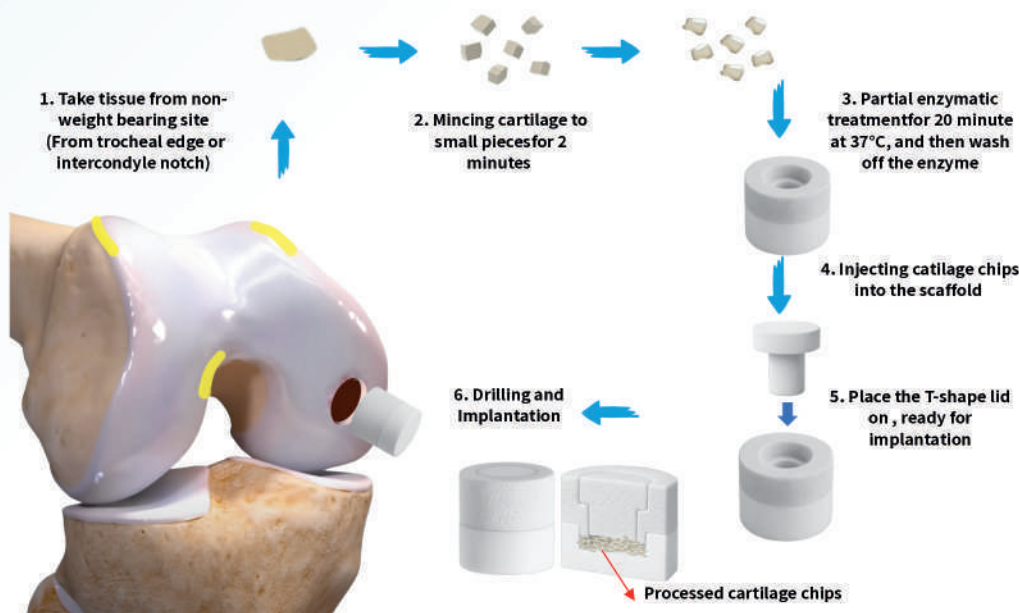 1. Take tissue from non-
weight bearing site
(From trocheal edge or
intercondyle notch)
2. Mincing cartilage to
small piecesfor 2
minutes
3. Partial enzymatic
treatmentfor 20 minute
at 37°C, and then wash
off the enzyme
4. Injecting catilage chips
into the scaffold
5. Place the T-shape lid
on , ready for
implantation
6. Drilling and
Implantation
Processed cartilage chips